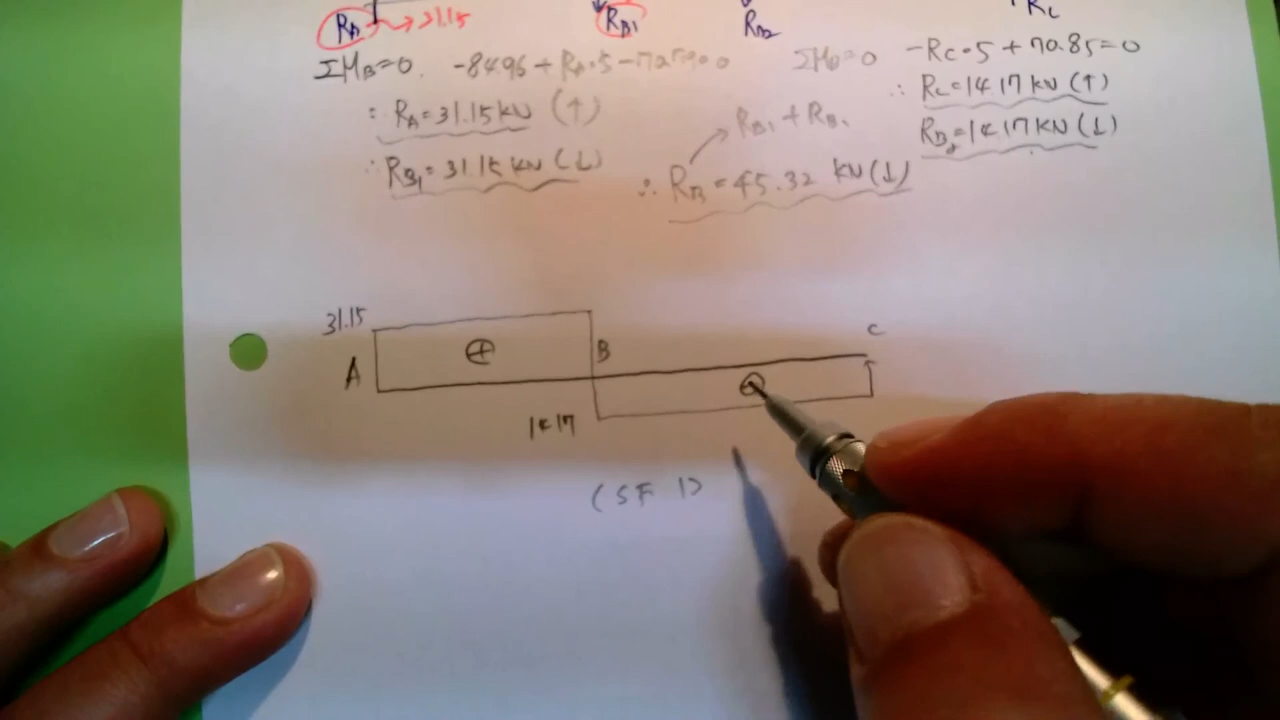 RA → 31.15
RB1
RB2
RC
ΣMB=0. -84.96 + RA·5 - 70.85=0
∴ RA=31.15 kN (↑)
∴ RB1=31.15 kN (↓)
ΣMB=0 -RC·5 + 70.85=0
∴ RC=14.17 kN (↑)
RB2=14.17 kN (↓)
RB1 + RB2
∴ RB = 45.32 kN (↓)
31.15
A
⊕
B
C
⊖
14.17
(SFD)